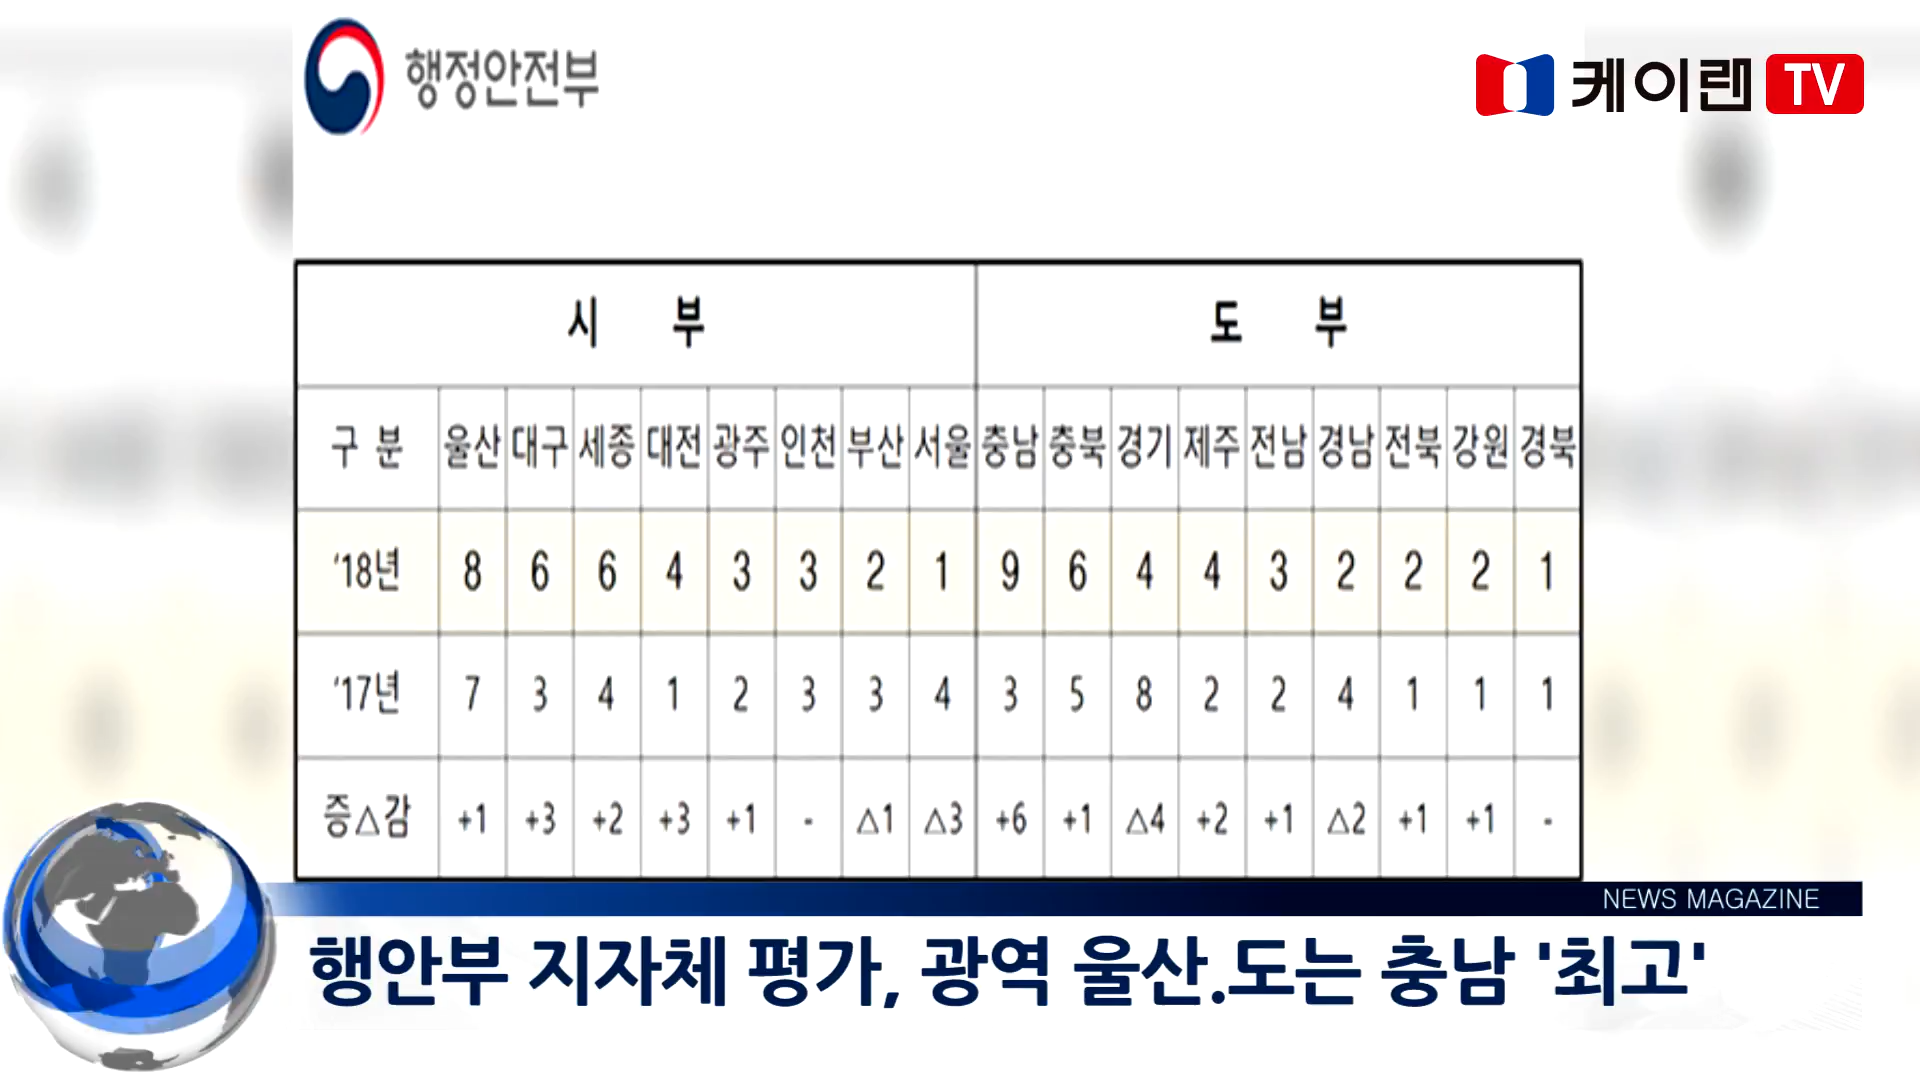 행정안전부
케이랜 TV
시 부 도 부
구 분 울산 대구 세종 대전 광주 인천 부산 서울 충남 충북 경기 제주 전남 경남 전북 강원 경북
‘18년 8 6 6 4 3 3 2 1 9 6 4 4 3 2 2 2 1
‘17년 7 3 4 1 2 3 3 4 3 5 8 2 2 4 1 1 1
증△감 +1 +3 +2 +3 +1 - △1 △3 +6 +1 △4 +2 +1 △2 +1 +1 -
NEWS MAGAZINE
행안부 지자체 평가, 광역 울산.도는 충남 '최고'